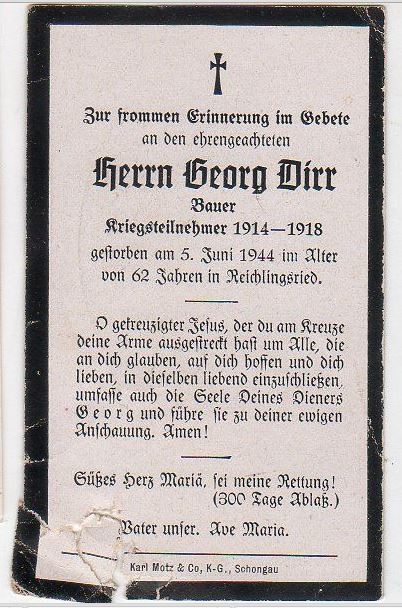 Zur frommen Erinnerung im Gebete
an den ehrengeachteten
Herrn Georg Dirr
Bauer
Kriegsteilnehmer 1914—1918
gestorben am 5. Juni 1944 im Alter
von 62 Jahren in Reichlingsried.
O gekreuzigter Jesus, der du am Kreuze
deine Arme ausgestreckt hast um Alle, die
an dich glauben, auf dich hoffen und dich
lieben, in dieselben liebend einzuschließen,
umfasse auch die Seele Deines Dieners
Georg und führe sie zu deiner ewigen
Anschauung. Amen!
Süßes Herz Mariä, sei meine Rettung!
(300 Tage Ablaß.)
Vater unser. Ave Maria.
Karl Motz & Co, K-G., Schongau